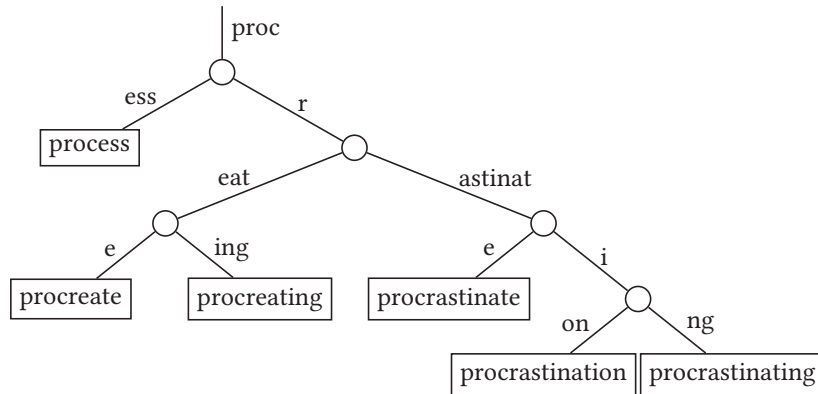 proc
ess
r
process
eat
astinat
e
ing
e
i
procreate
procreating
procrastinate
on
ng
procrastination
procrastinating